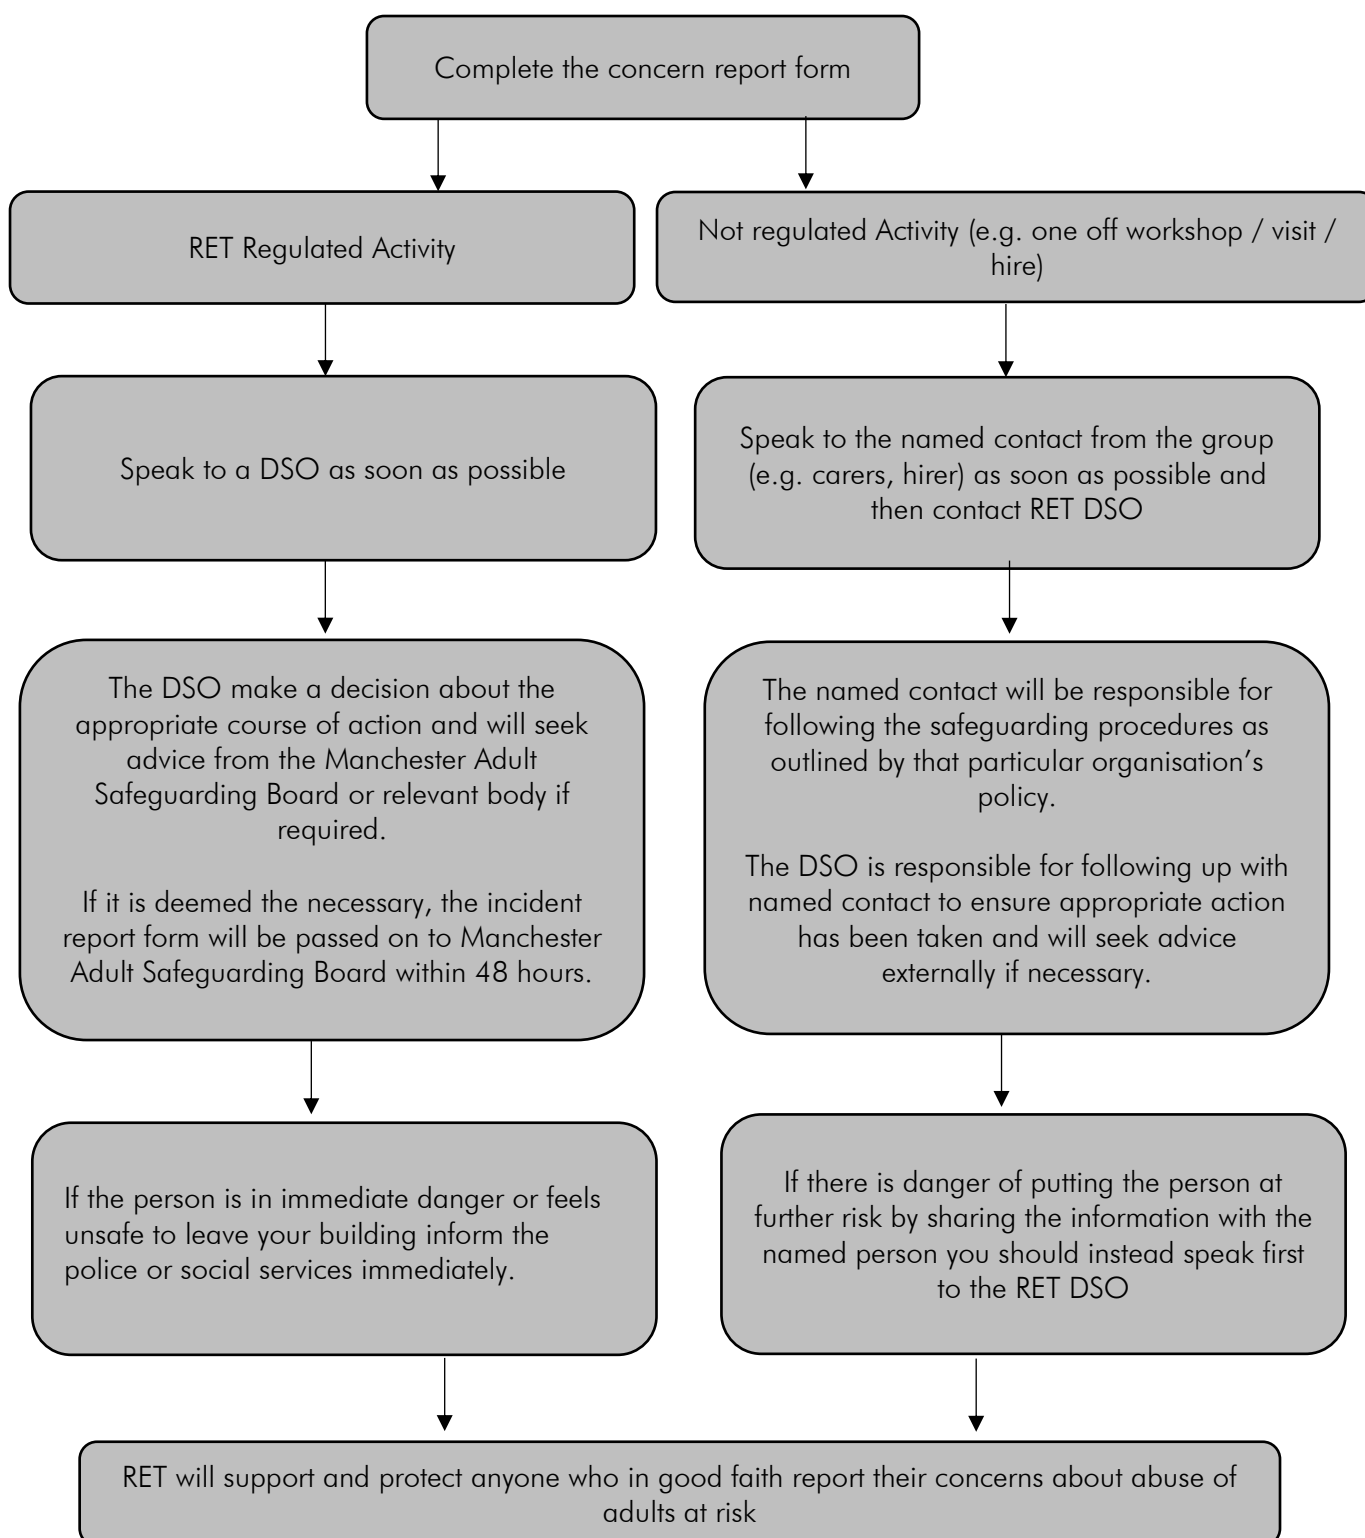 Complete the concern report form
RET Regulated Activity
Not regulated Activity (e.g. one off workshop / visit /
hire)
Speak to a DSO as soon as possible
Speak to the named contact from the group
(e.g. carers, hirer) as soon as possible and
then contact RET DSO
The DSO make a decision about the
appropriate course of action and will seek
advice from the Manchester Adult
Safeguarding Board or relevant body if
required.
If it is deemed the necessary, the incident
report form will be passed on to Manchester
Adult Safeguarding Board within 48 hours.
The named contact will be responsible for
following the safeguarding procedures as
outlined by that particular organisation’s
policy.
The DSO is responsible for following up with
named contact to ensure appropriate action
has been taken and will seek advice
externally if necessary.
If the person is in immediate danger or feels
unsafe to leave your building inform the
police or social services immediately.
If there is danger of putting the person at
further risk by sharing the information with the
named person you should instead speak first
to the RET DSO
RET will support and protect anyone who in good faith report their concerns about abuse of
adults at risk